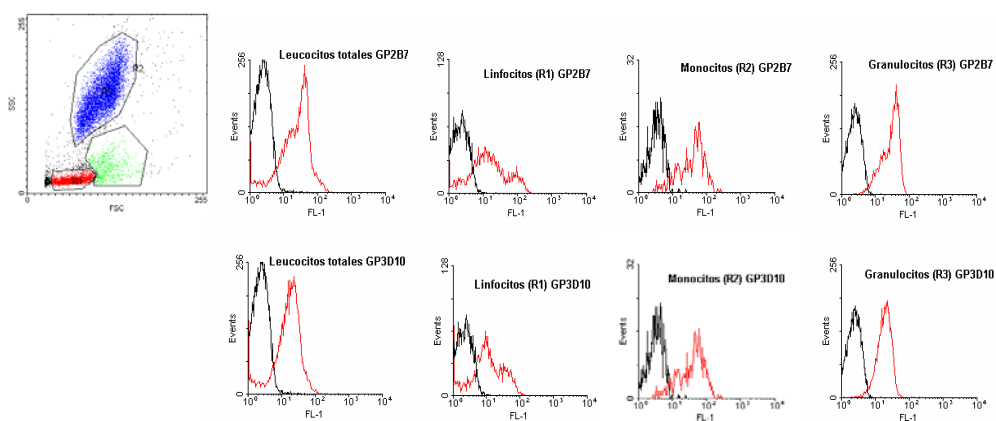 255
SSC
0
0
FSC
255
R3
Leucocitos totales GP2B7
256
Events
0
10⁰ 10¹ 10² 10³ 10⁴
FL-1
Linfocitos (R1) GP2B7
128
Events
0
10⁰ 10¹ 10² 10³ 10⁴
FL-1
Monocitos (R2) GP2B7
32
Events
0
10⁰ 10¹ 10² 10³ 10⁴
FL-1
Granulocitos (R3) GP2B7
256
Events
0
10⁰ 10¹ 10² 10³ 10⁴
FL-1
Leucocitos totales GP3D10
256
Events
0
10⁰ 10¹ 10² 10³ 10⁴
FL-1
Linfocitos (R1) GP3D10
128
Events
0
10⁰ 10¹ 10² 10³ 10⁴
FL-1
Monocitos (R2) GP3D10
32
Events
0
10⁰ 10¹ 10² 10³ 10⁴
FL-1
Granulocitos (R3) GP3D10
256
Events
0
10⁰ 10¹ 10² 10³ 10⁴
FL-1